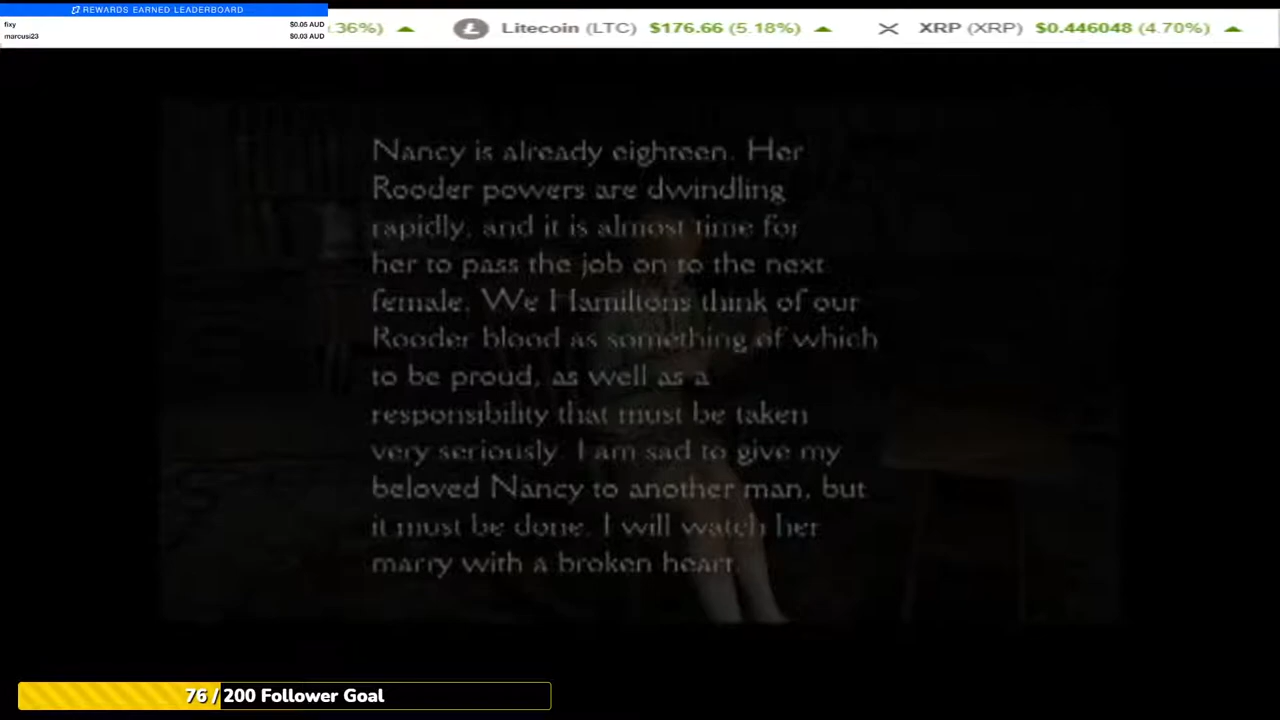 REWARDS EARNED LEADERBOARD
fixy $0.05 AUD
marcusi23 $0.03 AUD
.36%) Litecoin (LTC) $176.66 (5.18%) XRP (XRP) $0.446048 (4.70%)
Nancy is already eighteen. Her
Rooder powers are dwindling
rapidly, and it is almost time for
her to pass the job on to the next
female. We Hamiltons think of our
Rooder blood as something of which
to be proud, as well as a
responsibility that must be taken
very seriously. I am sad to give my
beloved Nancy to another man, but
it must be done. I will watch her
marry with a broken heart.
76 / 200 Follower Goal